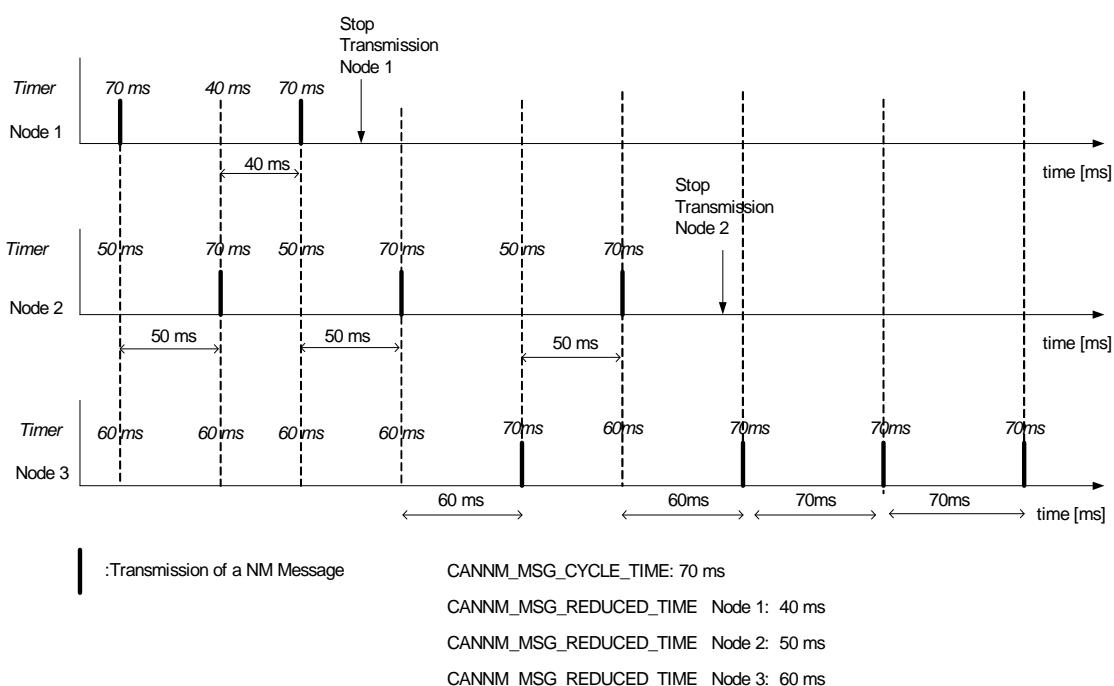 Stop
Transmission
Node 1
Timer 70 ms 40 ms 70 ms
Node 1
40 ms
time [ms]
Stop
Transmission
Node 2
Timer 50 ms 70 ms 50 ms 70 ms 50 ms 70ms
Node 2
50 ms 50 ms 50 ms
time [ms]
Timer 60 ms 60 ms 60 ms 60 ms 70ms 60ms 70ms 70ms 70ms
Node 3
60 ms 60ms 70ms 70ms
time [ms]
:Transmission of a NM Message
CANNM_MSG_CYCLE_TIME: 70 ms
CANNM_MSG_REDUCED_TIME Node 1: 40 ms
CANNM_MSG_REDUCED_TIME Node 2: 50 ms
CANNM_MSG_REDUCED_TIME Node 3: 60 ms